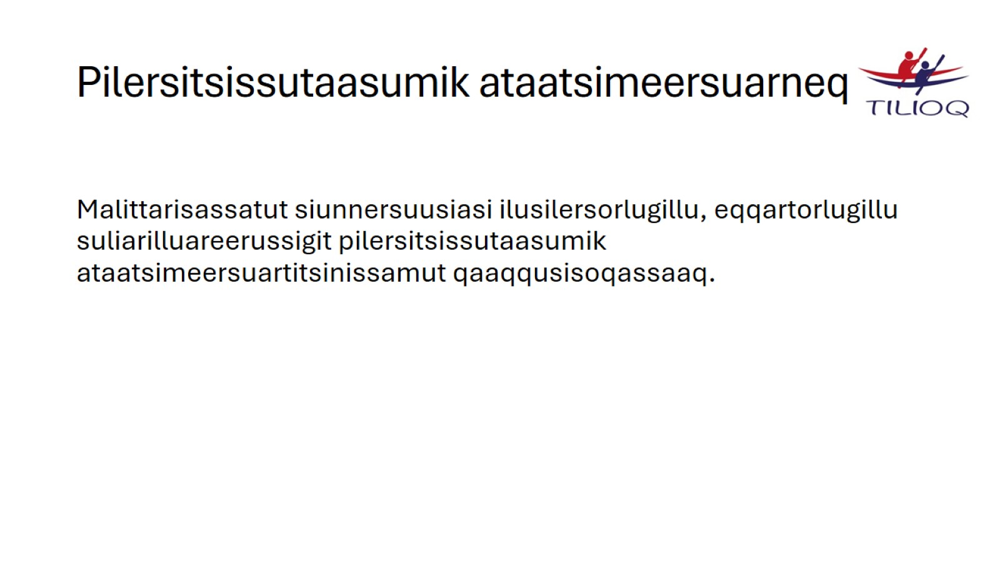 Pilersitsissutaasumik ataatsimeersuarneq
TILIOQ
Malittarisassatut siunnersuusiasi ilusilersorlugillu, eqqartorlugillu
suliarilluareerussigit pilersitsissutaasumik
ataatsimeersuartitsinissamut qaaqqusisoqassaaq.